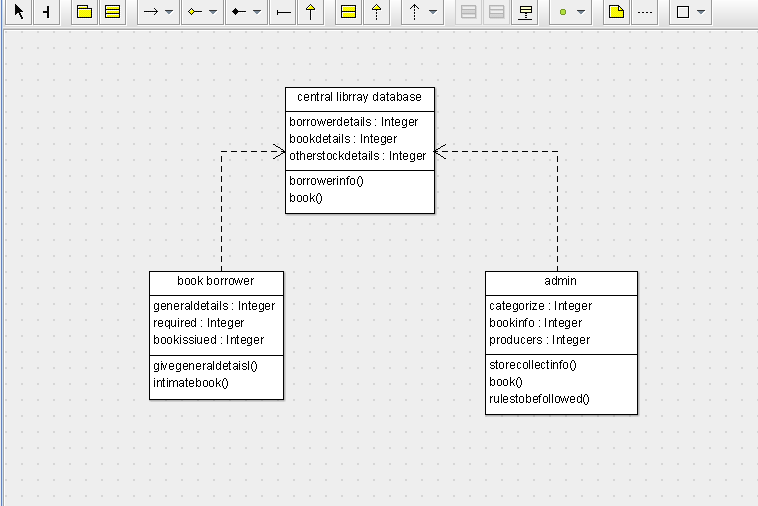 central librray database
borrowerdetails : Integer
bookdetails : Integer
otherstockdetails : Integer
borrowerinfo()
book()
book borrower
generaldetails : Integer
required : Integer
bookissiued : Integer
givegeneraldetaisl()
intimatebook()
admin
categorize : Integer
bookinfo : Integer
producers : Integer
storecollectinfo()
book()
rulestobefollowed()